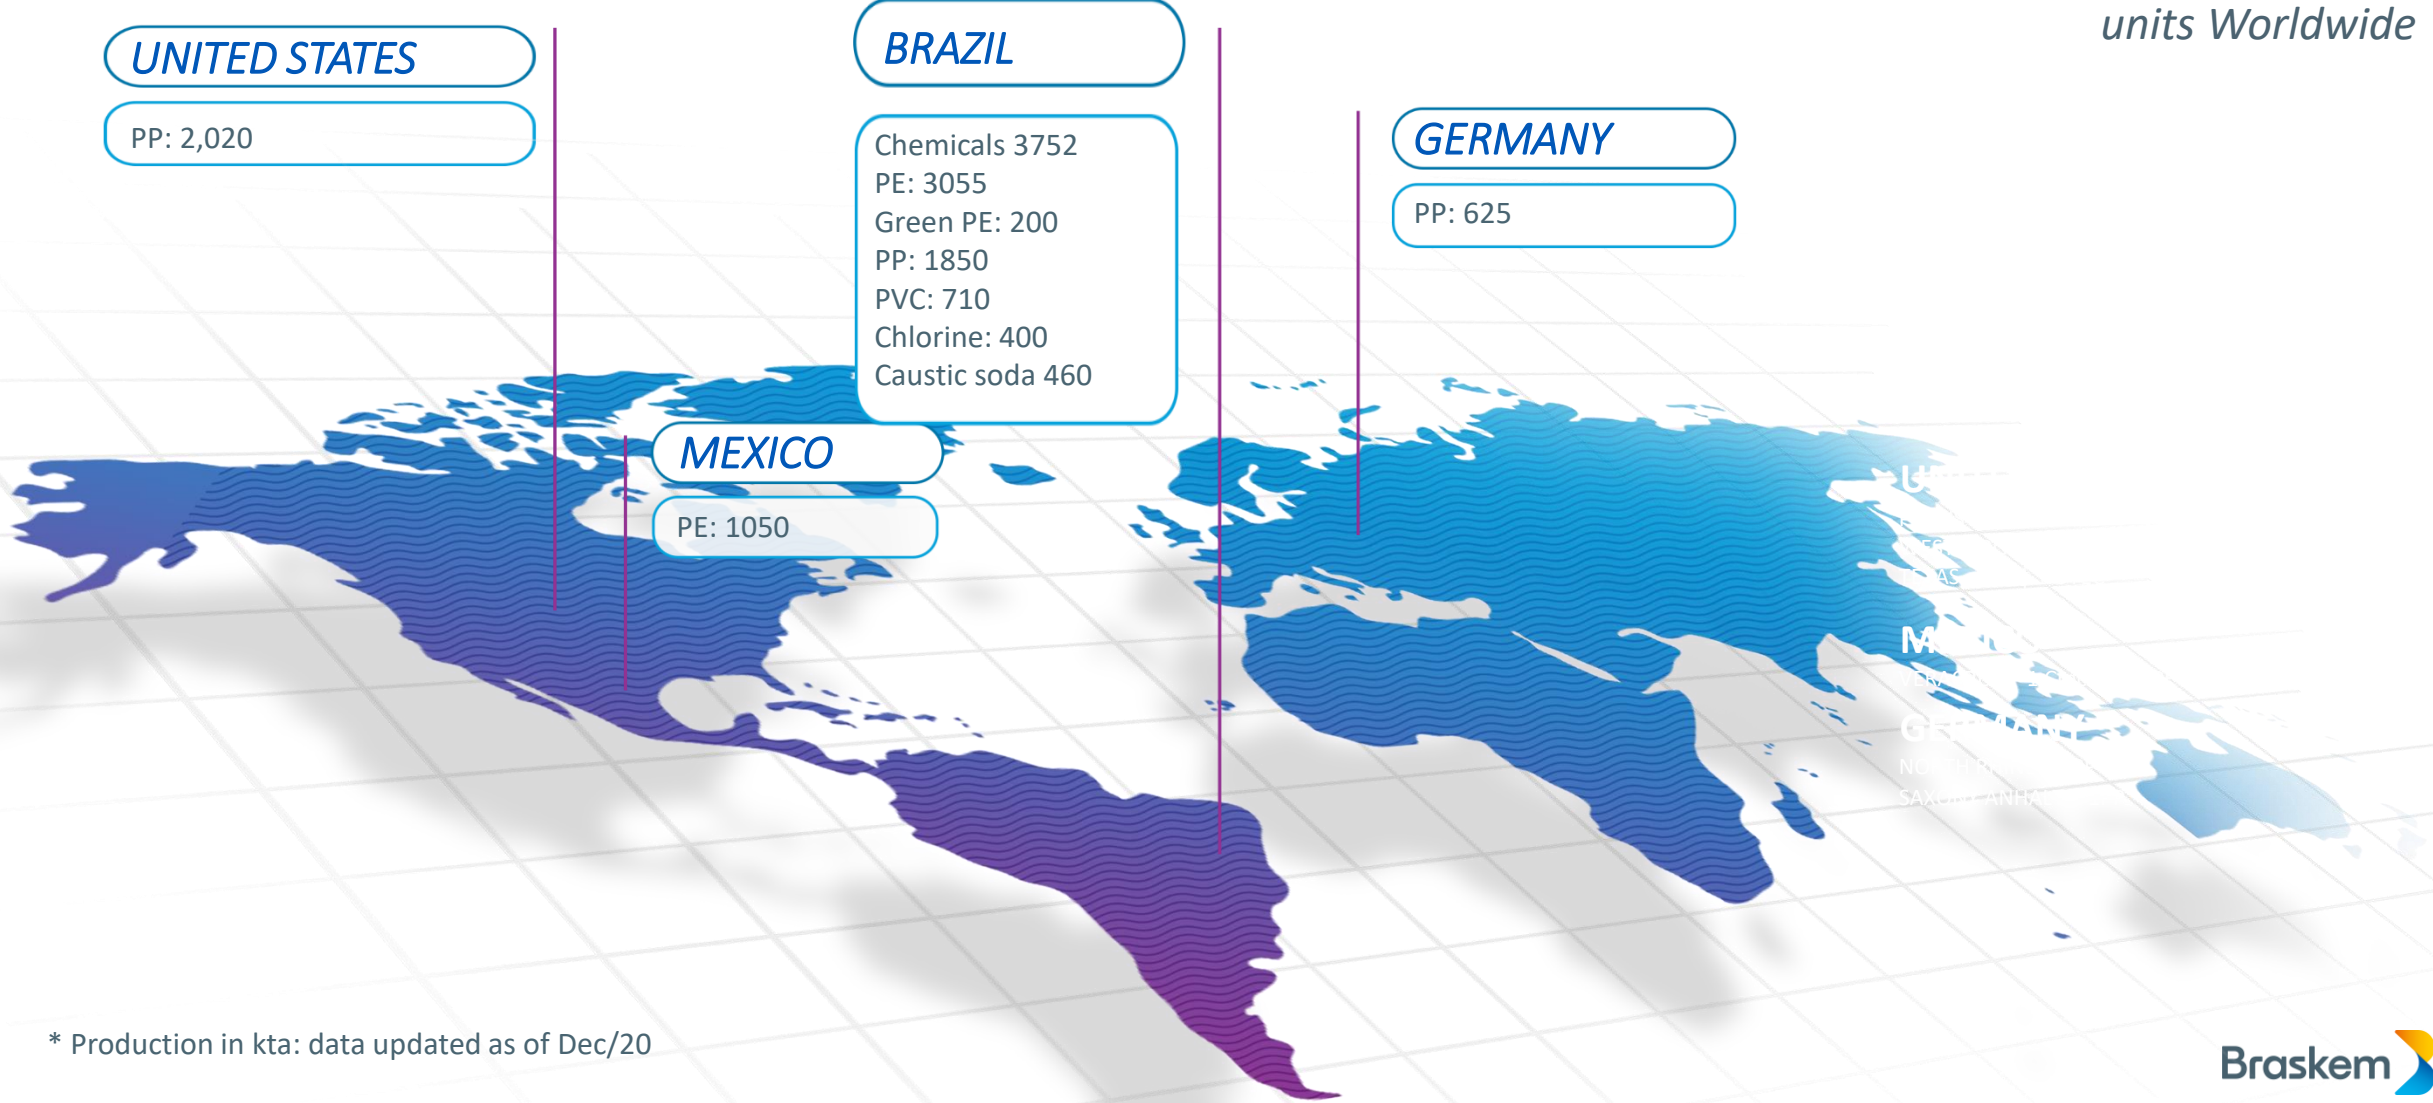 units Worldwide
UNITED STATES
PP: 2,020
BRAZIL
Chemicals 3752
PE: 3055
Green PE: 200
PP: 1850
PVC: 710
Chlorine: 400
Caustic soda 460
GERMANY
PP: 625
MEXICO
PE: 1050
GERMANY
* Production in kta: data updated as of Dec/20
Braskem